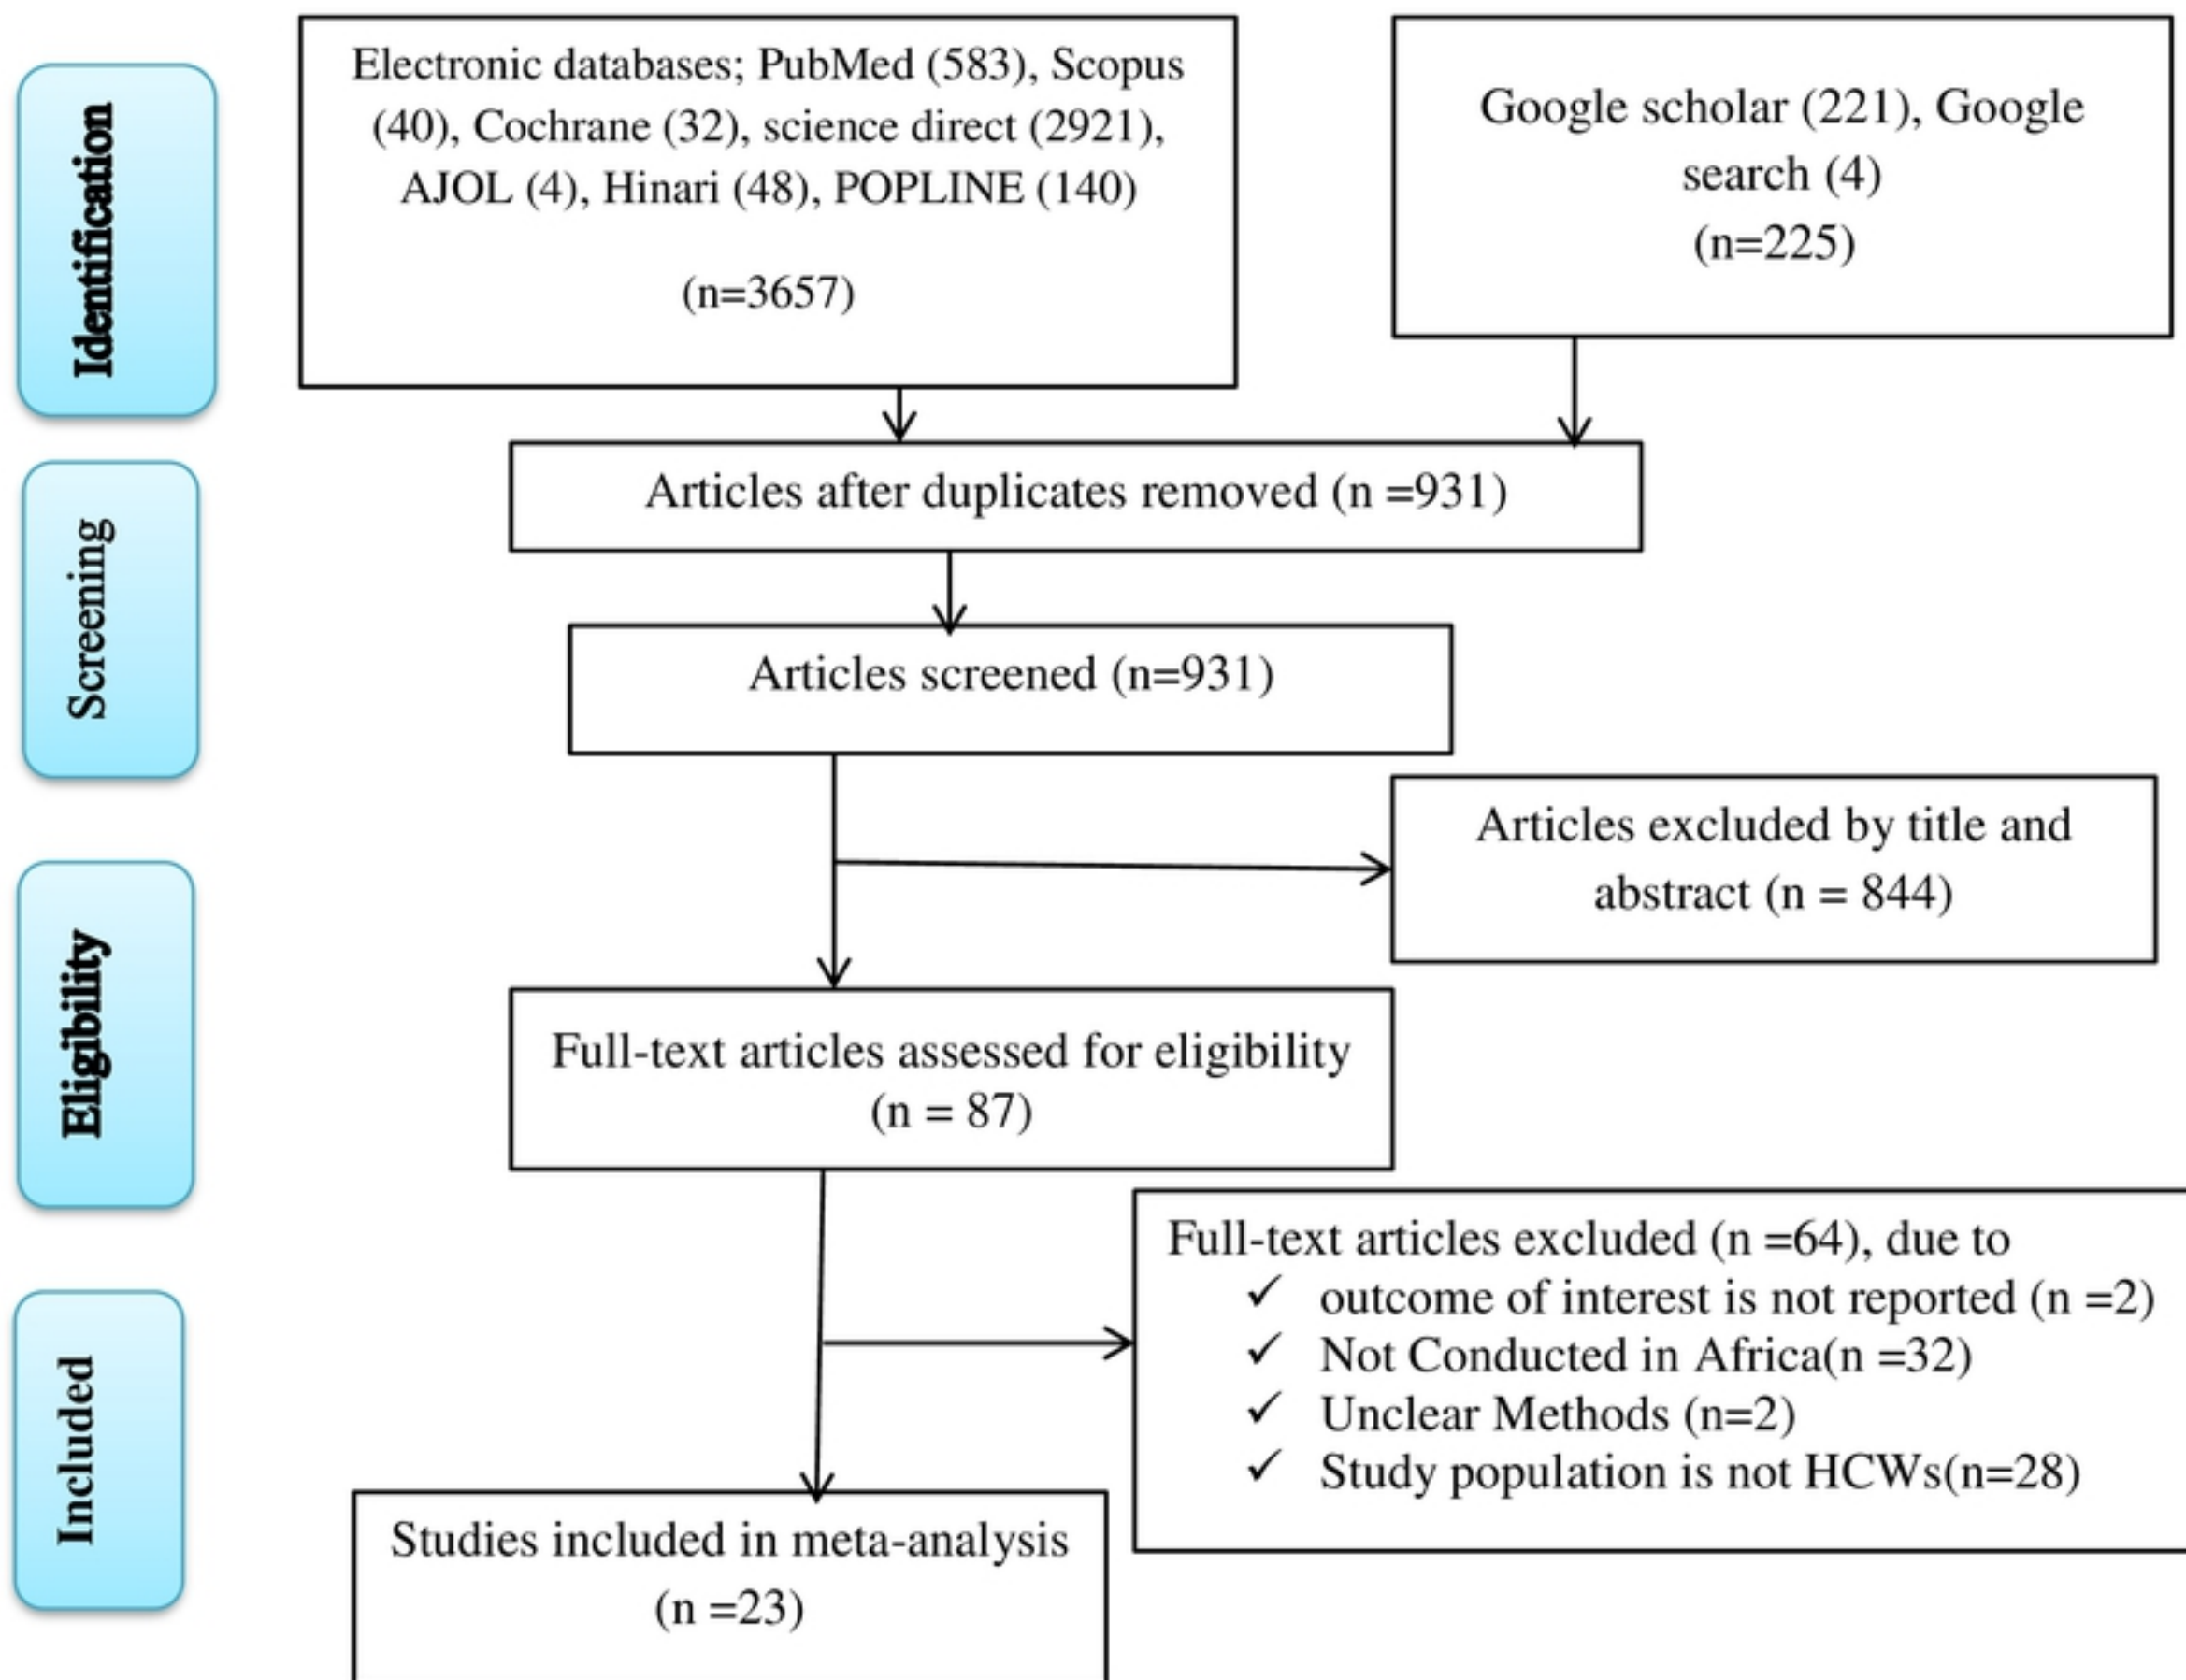 Identification
Electronic databases; PubMed (583), Scopus
(40), Cochrane (32), science direct (2921),
AJOL (4), Hinari (48), POPLINE (140)
(n=3657)
Google scholar (221), Google
search (4)
(n=225)
Screening
Articles after duplicates removed (n =931)
Articles screened (n=931)
Articles excluded by title and
abstract (n = 844)
Eligibility
Full-text articles assessed for eligibility
(n = 87)
Full-text articles excluded (n =64), due to
✓ outcome of interest is not reported (n =2)
✓ Not Conducted in Africa(n =32)
✓ Unclear Methods (n=2)
✓ Study population is not HCWs(n=28)
Included
Studies included in meta-analysis
(n =23)